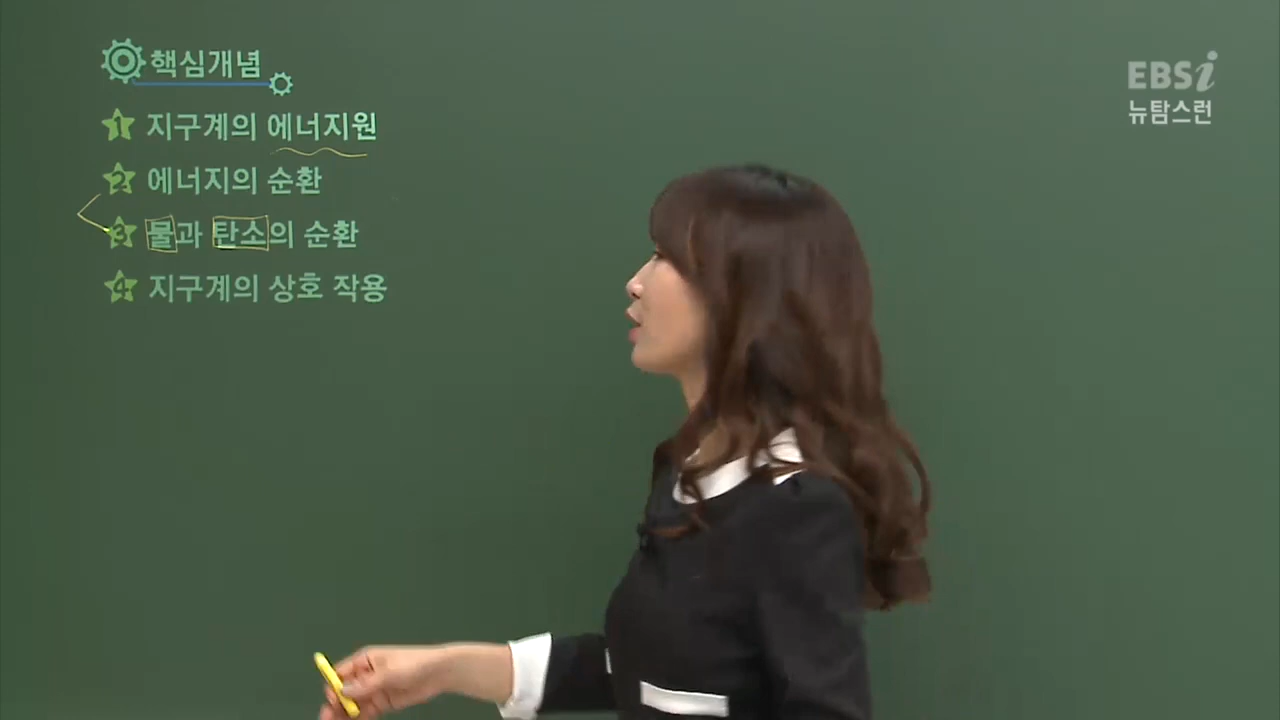 핵심개념
1 지구계의 에너지원
2 에너지의 순환
3 물과 탄소의 순환
4 지구계의 상호 작용
EBSi
뉴탐스런